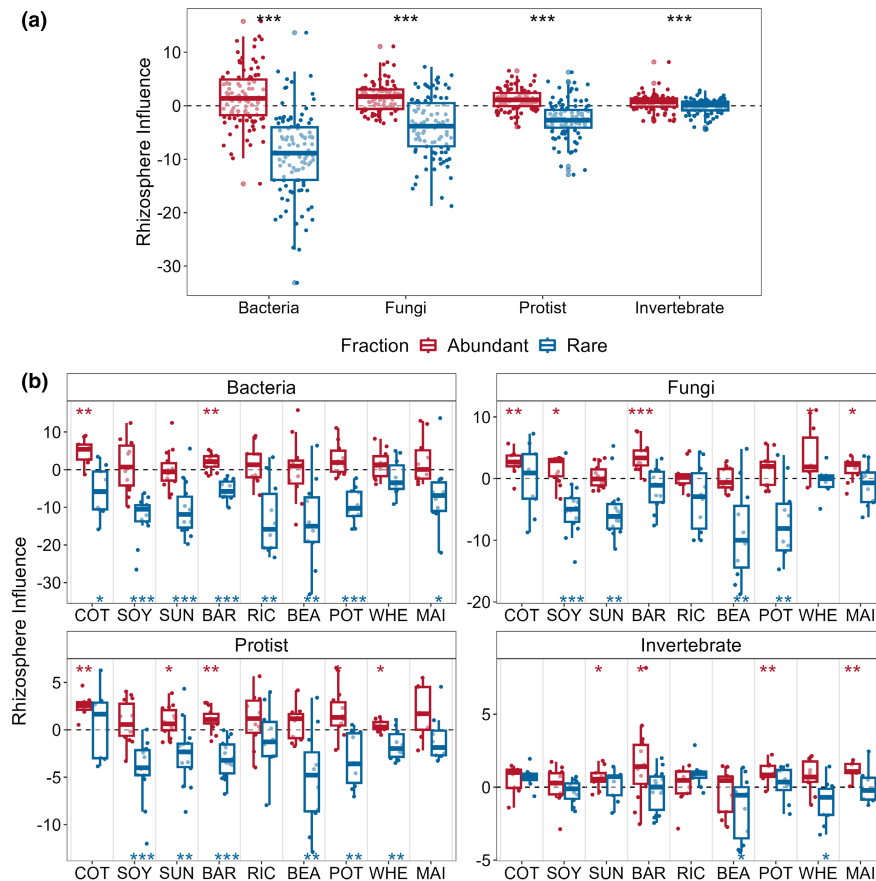 (a)
*** *** *** ***
10
0
-10
-20
-30
Rhizosphere Influence
Bacteria Fungi Protist Invertebrate
Fraction Abundant Rare
(b)
Rhizosphere Influence
Bacteria
** **
10
0
-10
-20
-30
* *** *** *** ** ** *** *
COT SOY SUN BAR RIC BEA POT WHE MAI
Fungi
** * *** * *
10
0
-10
-20
*** ** ** **
COT SOY SUN BAR RIC BEA POT WHE MAI
Protist
** * ** * *
5
0
-5
-10
*** ** *** ** ** **
COT SOY SUN BAR RIC BEA POT WHE MAI
Invertebrate
* * ** **
5
0
-5
* *
COT SOY SUN BAR RIC BEA POT WHE MAI